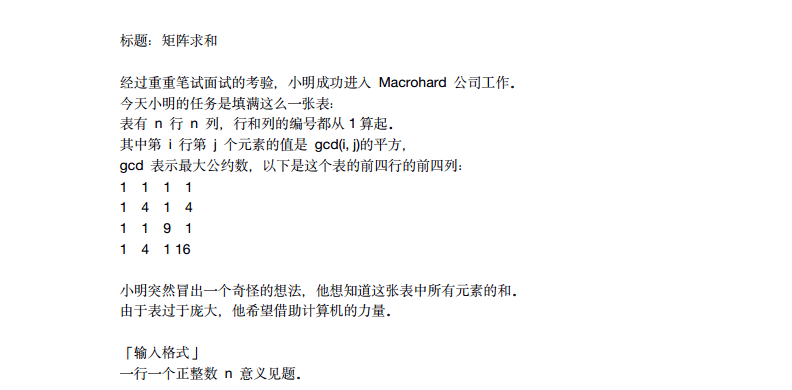 标题：矩阵求和
经过重重笔试面试的考验，小明成功进入 Macrohard 公司工作。
今天小明的任务是填满这么一张表：
表有 n 行 n 列，行和列的编号都从1算起。
其中第 i 行第 j 个元素的值是 gcd(i, j)的平方，
gcd 表示最大公约数，以下是这个表的前四行的前四列：
1 1 1 1
1 4 1 4
1 1 9 1
1 4 1 16
小明突然冒出一个奇怪的想法，他想知道这张表中所有元素的和。
由于表过于庞大，他希望借助计算机的力量。
「输入格式」
一行一个正整数 n 意义见题。